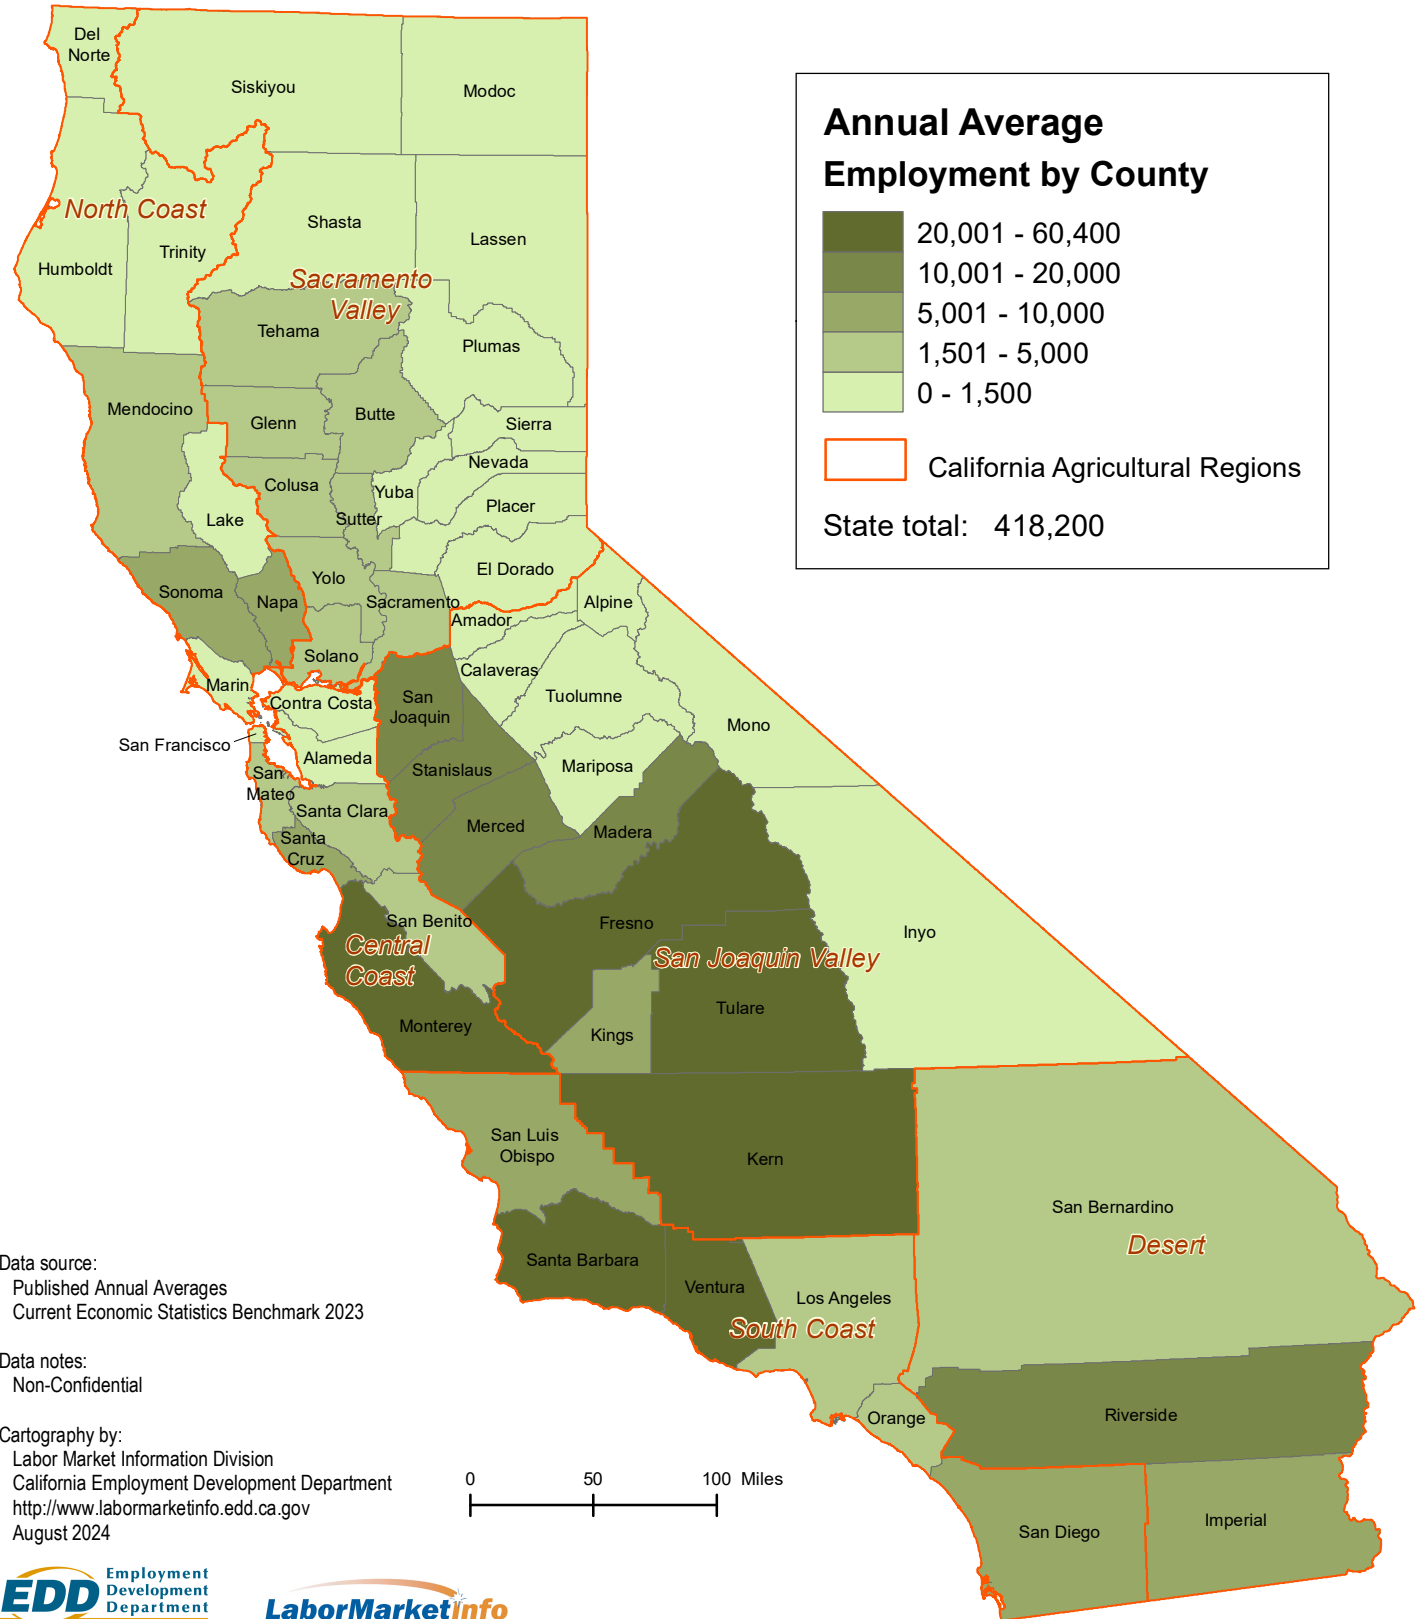 Annual Average
Employment by County
20,001 - 60,400
10,001 - 20,000
5,001 - 10,000
1,501 - 5,000
0 - 1,500
California Agricultural Regions
State total: 418,200
Del
Norte
Siskiyou
Modoc
North Coast
Humboldt
Trinity
Shasta
Lassen
Sacramento
Valley
Tehama
Plumas
Mendocino
Glenn
Butte
Sierra
Nevada
Colusa
Yuba
Placer
Lake
Sutter
El Dorado
Sonoma
Napa
Yolo
Sacramento
Alpine
Amador
Solano
Marin
Calaveras
Contra Costa
San
Joaquin
Tuolumne
Mono
San Francisco
Alameda
Stanislaus
Mariposa
San
Mateo
Santa Clara
Merced
Madera
Santa
Cruz
San Benito
Fresno
Inyo
Central
Coast
San Joaquin Valley
Tulare
Monterey
Kings
San Luis
Obispo
Kern
San Bernardino
Desert
Santa Barbara
Ventura
Los Angeles
South Coast
Orange
Riverside
San Diego
Imperial
Data source:
Published Annual Averages
Current Economic Statistics Benchmark 2023
Data notes:
Non-Confidential
Cartography by:
Labor Market Information Division
California Employment Development Department
http://www.labormarketinfo.edd.ca.gov
August 2024
0 50 100 Miles
EDD Employment
Development
Department
LaborMarketinfo